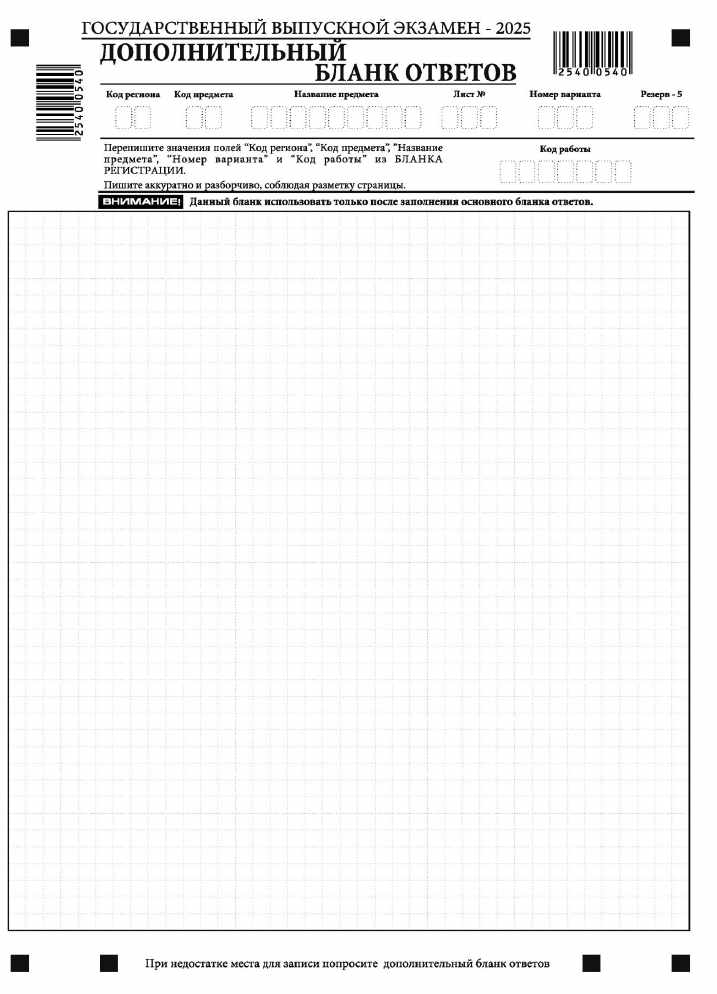 ГОСУДАРСТВЕННЫЙ ВЫПУСКНОЙ ЭКЗАМЕН - 2025
ДОПОЛНИТЕЛЬНЫЙ
БЛАНК ОТВЕТОВ
2540 0540
2540 0540
Код региона Код предмета Название предмета Лист № Номер варианта Резерв - 5
Перепишите значения полей “Код региона”, “Код предмета”, “Название
предмета”, “Номер варианта” и “Код работы” из БЛАНКА
РЕГИСТРАЦИИ.
Пишите аккуратно и разборчиво, соблюдая разметку страницы.
Код работы
ВНИМАНИЕ! Данный бланк использовать только после заполнения основного бланка ответов.
При недостатке места для записи попросите дополнительный бланк ответов